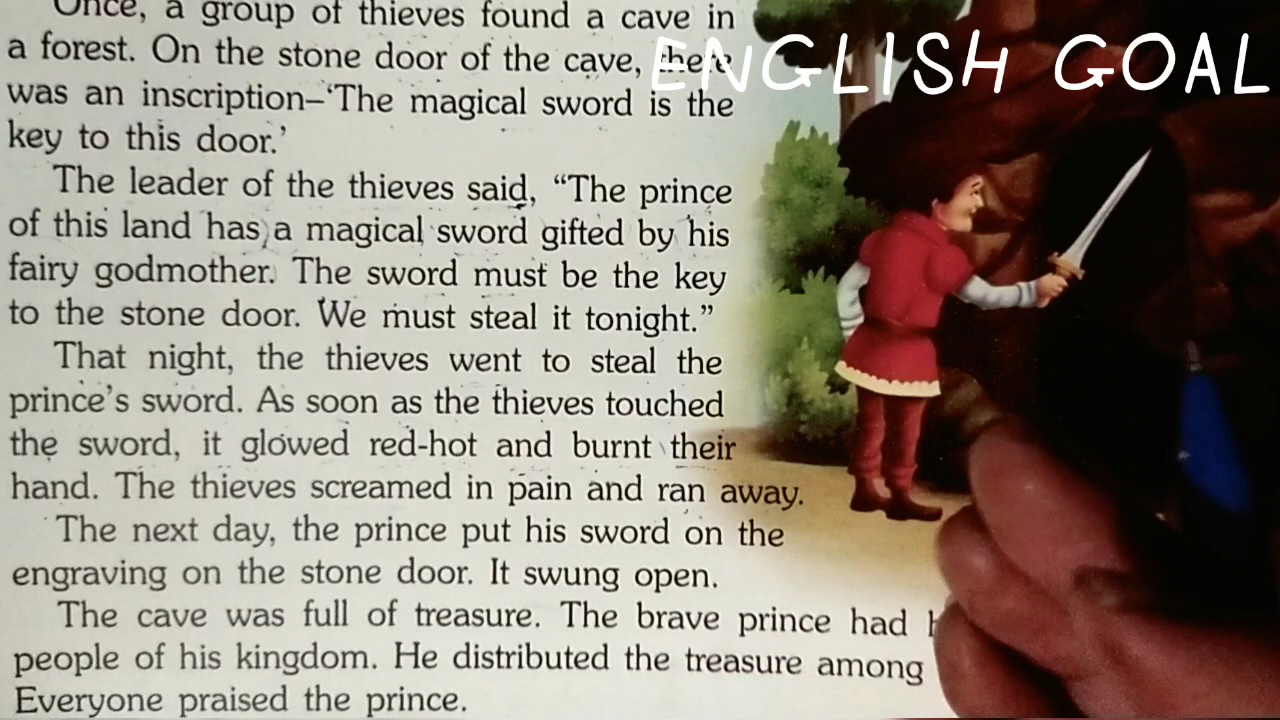 Once, a group of thieves found a cave in
a forest. On the stone door of the cave, there
was an inscription–‘The magical sword is the
key to this door.’
The leader of the thieves said, “The prince
of this land has a magical sword gifted by his
fairy godmother. The sword must be the key
to the stone door. We must steal it tonight.”
That night, the thieves went to steal the
prince’s sword. As soon as the thieves touched
the sword, it glowed red-hot and burnt their
hand. The thieves screamed in pain and ran away.
The next day, the prince put his sword on the
engraving on the stone door. It swung open.
The cave was full of treasure. The brave prince had
people of his kingdom. He distributed the treasure among
Everyone praised the prince.
ENGLISH GOAL